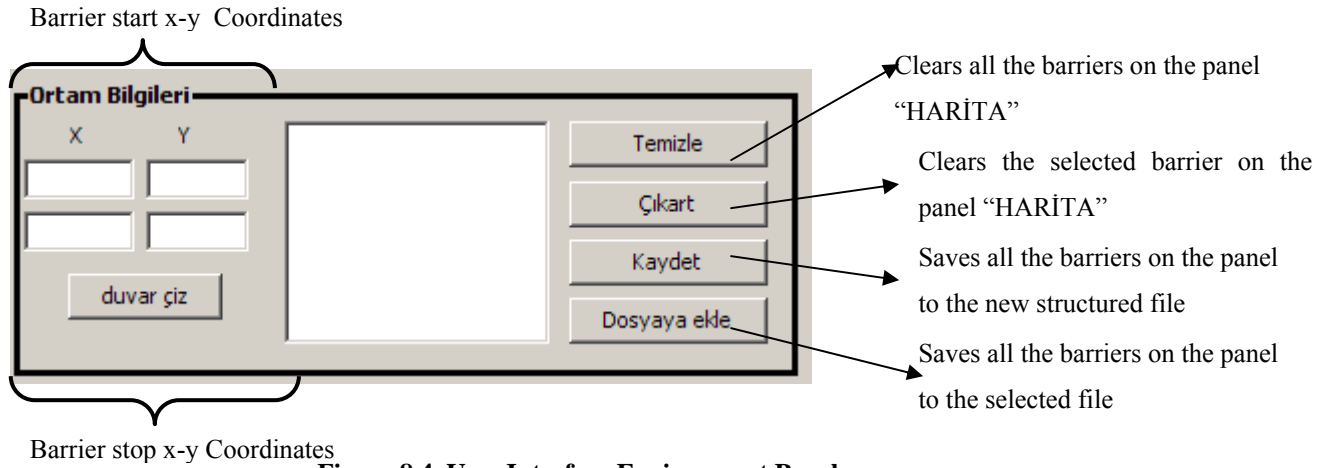 Barrier start x-y Coordinates
Ortam Bilgileri
X Y
duvar çiz
Temizle
Çıkart
Kaydet
Dosyaya ekle
Clears all the barriers on the panel
“HARİTA”
Clears the selected barrier on the
panel “HARİTA”
Saves all the barriers on the panel
to the new structured file
Saves all the barriers on the panel
to the selected file
Barrier stop x-y Coordinates